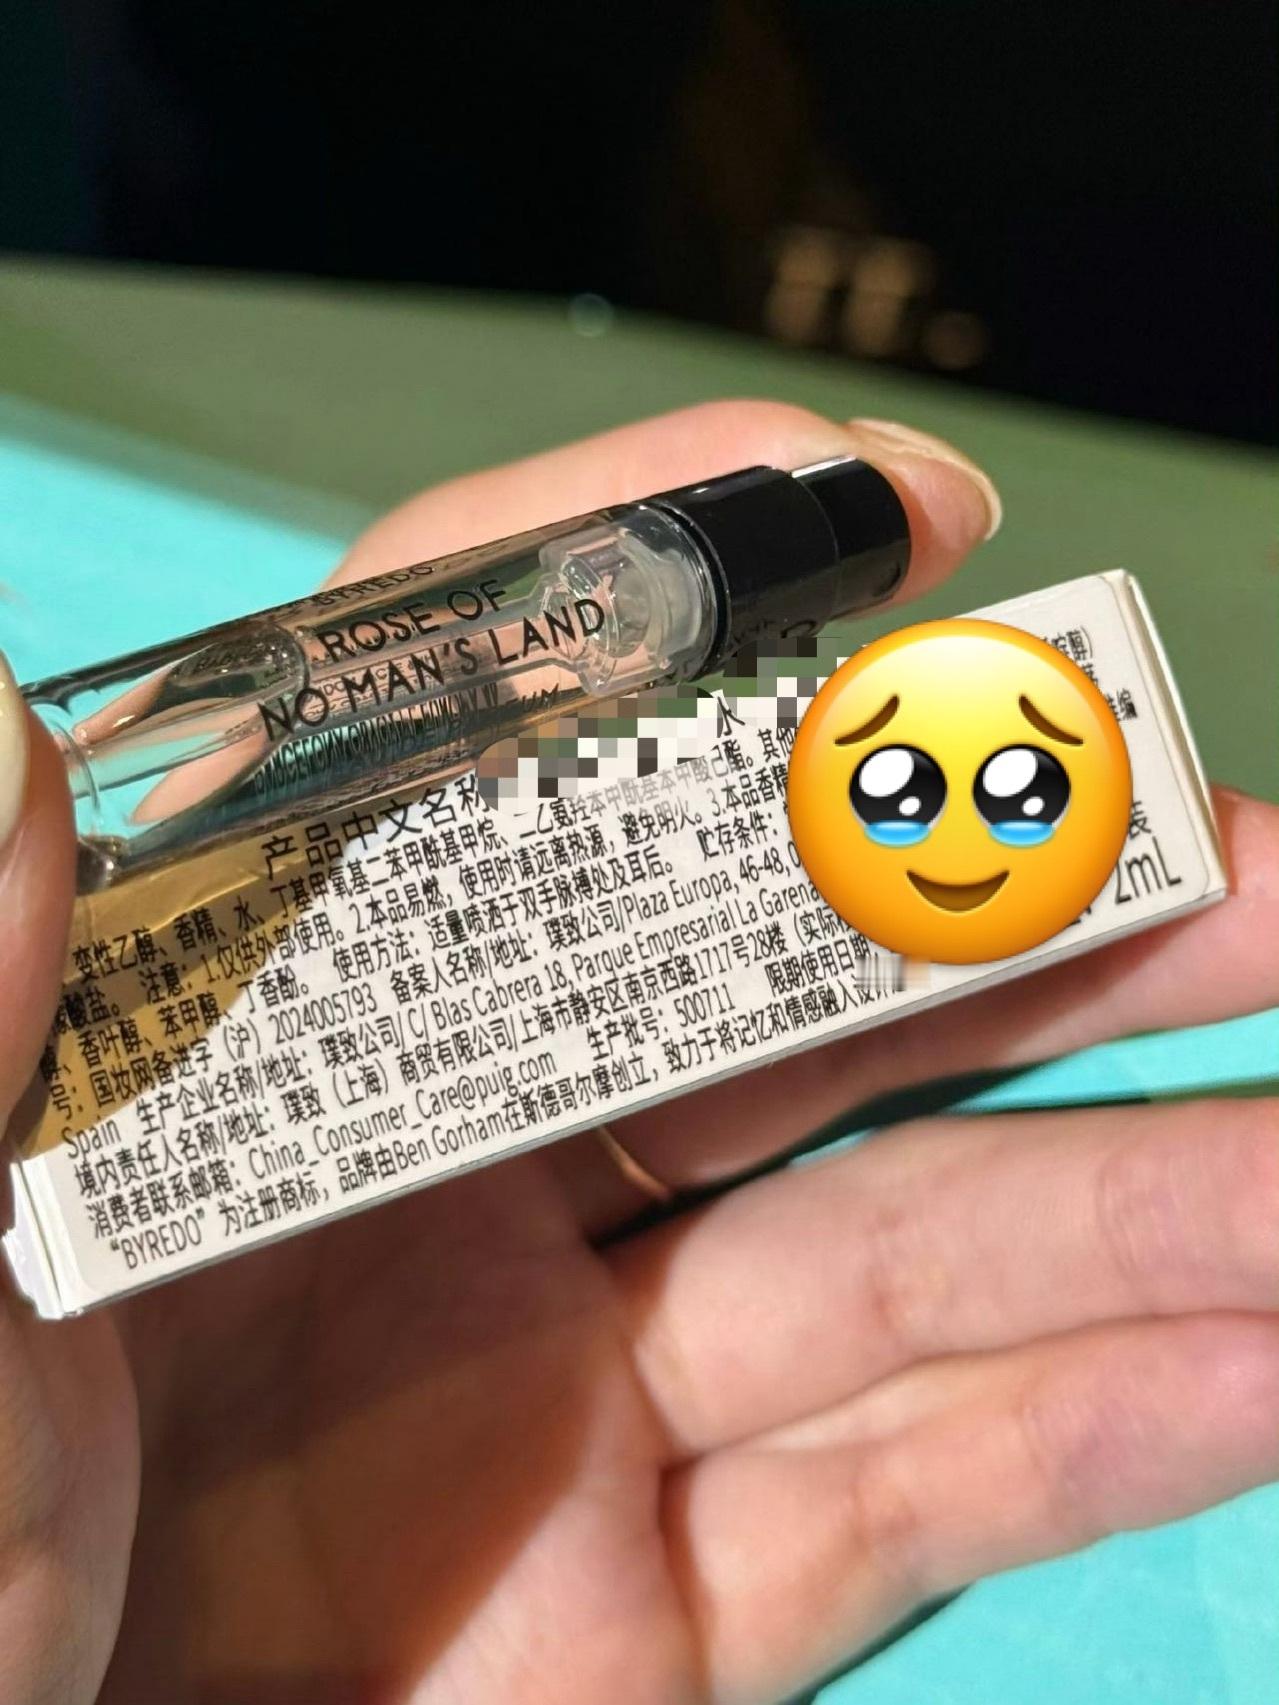 BYREDO
ROSE OF
NO MAN'S LAND
产品中文名称
水
变性乙醇、香精、水、丁基甲氧基二苯甲酰基甲烷、二乙氨羟苯甲酰基苯甲酸己酯。其他
注意：1.仅供外部使用。2.本品易燃，使用时请远离热源，避免明火。3.本品香精
香叶醇、苯甲醇、丁香酚。 使用方法：适量喷洒于双手脉搏处及耳后。 贮存条件：
号：国妆网备进字（沪）2024005793 备案人名称/地址：璞致公司/Plaza Europa, 46-48,
Spain 生产企业名称/地址：璞致公司/C/ Blas Cabrera 18, Parque Empresarial La Garena
境内责任人名称/地址：璞致（上海）商贸有限公司/上海市静安区南京西路1717号28楼（实际
消费者联系邮箱：China_Consumer_Care@puig.com 生产批号：500711 限期使用日期
“BYREDO”为注册商标，品牌由Ben Gorham在斯德哥尔摩创立，致力于将记忆和情感融入
装
2mL